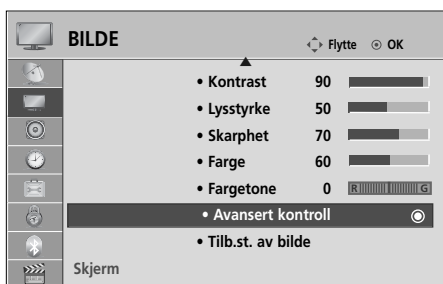 BILDE
Flytte OK
• Kontrast 90
• Lysstyrke 50
• Skarphet 70
• Farge 60
• Fargetone 0 R G
• Avansert kontroll
• Tilb.st. av bilde
Skjerm